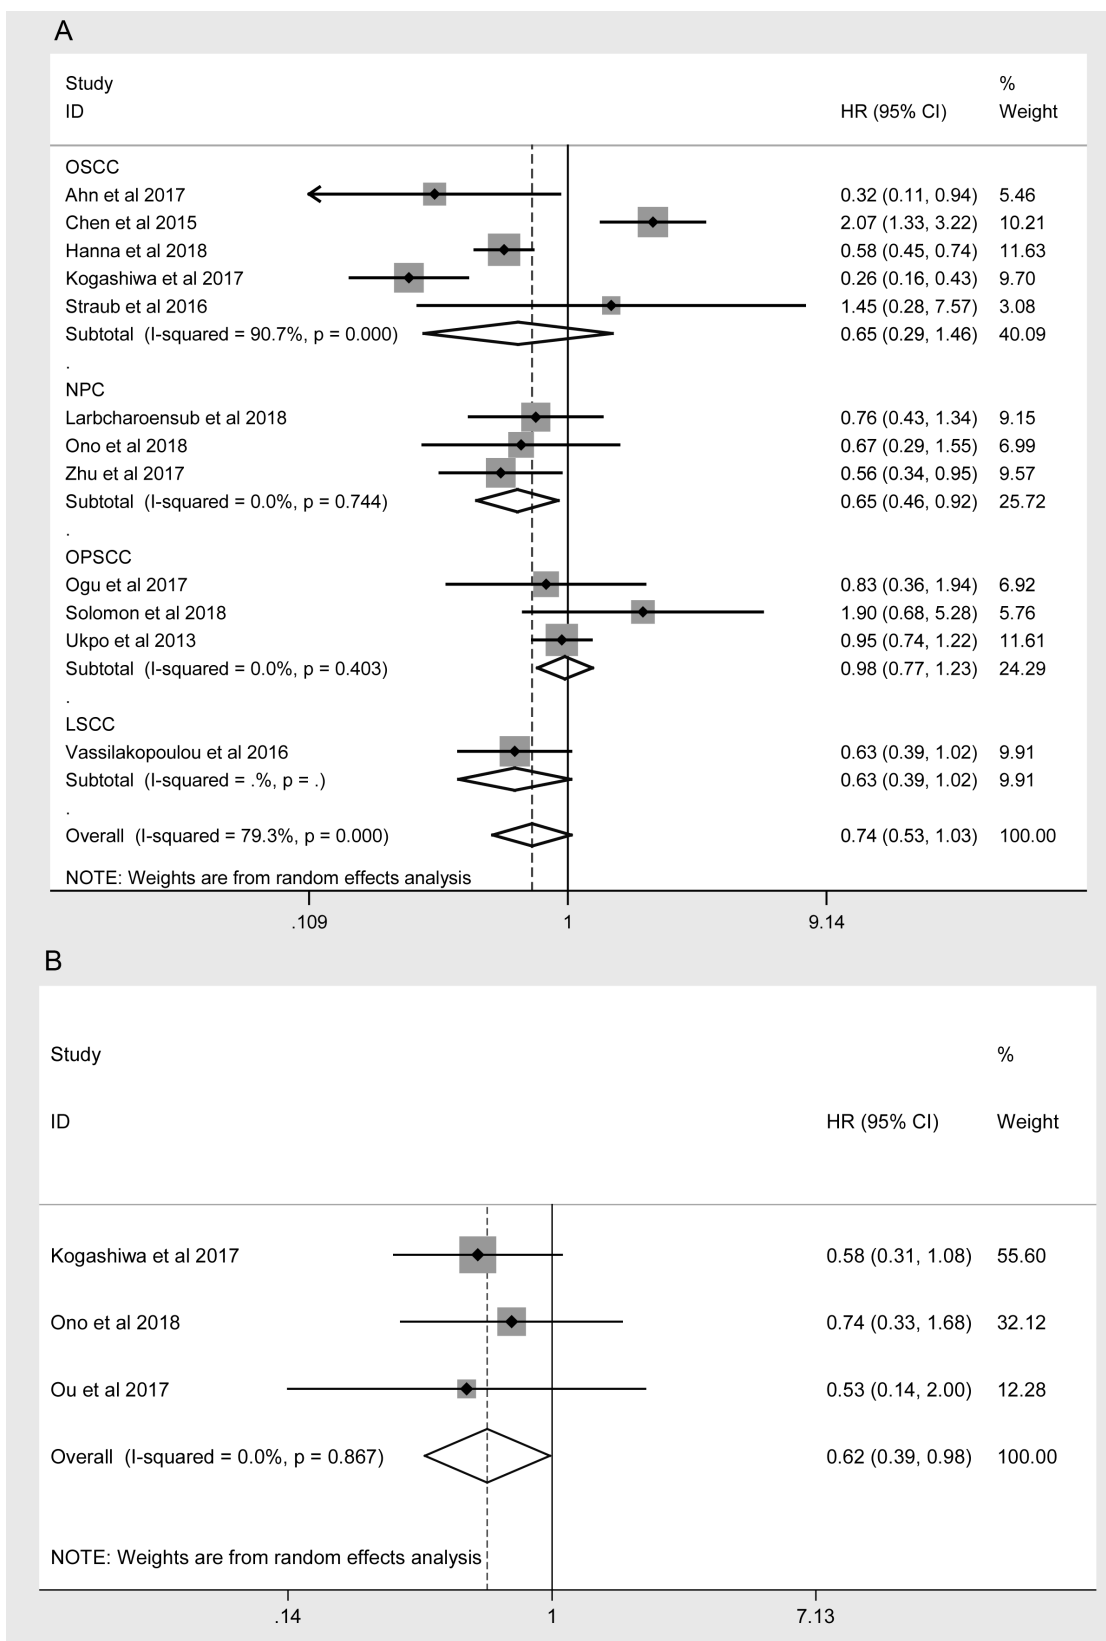 A
Study %
ID HR (95% CI) Weight
OSCC
Ahn et al 2017 0.32 (0.11, 0.94) 5.46
Chen et al 2015 2.07 (1.33, 3.22) 10.21
Hanna et al 2018 0.58 (0.45, 0.74) 11.63
Kogashiwa et al 2017 0.26 (0.16, 0.43) 9.70
Straub et al 2016 1.45 (0.28, 7.57) 3.08
Subtotal (I-squared = 90.7%, p = 0.000) 0.65 (0.29, 1.46) 40.09
.
NPC
Larbcharoensub et al 2018 0.76 (0.43, 1.34) 9.15
Ono et al 2018 0.67 (0.29, 1.55) 6.99
Zhu et al 2017 0.56 (0.34, 0.95) 9.57
Subtotal (I-squared = 0.0%, p = 0.744) 0.65 (0.46, 0.92) 25.72
.
OPSCC
Ogu et al 2017 0.83 (0.36, 1.94) 6.92
Solomon et al 2018 1.90 (0.68, 5.28) 5.76
Ukpo et al 2013 0.95 (0.74, 1.22) 11.61
Subtotal (I-squared = 0.0%, p = 0.403) 0.98 (0.77, 1.23) 24.29
.
LSCC
Vassilakopoulou et al 2016 0.63 (0.39, 1.02) 9.91
Subtotal (I-squared = .%, p = .) 0.63 (0.39, 1.02) 9.91
.
Overall (I-squared = 79.3%, p = 0.000) 0.74 (0.53, 1.03) 100.00
NOTE: Weights are from random effects analysis
.109 1 9.14
B
Study %
ID HR (95% CI) Weight
Kogashiwa et al 2017 0.58 (0.31, 1.08) 55.60
Ono et al 2018 0.74 (0.33, 1.68) 32.12
Ou et al 2017 0.53 (0.14, 2.00) 12.28
Overall (I-squared = 0.0%, p = 0.867) 0.62 (0.39, 0.98) 100.00
NOTE: Weights are from random effects analysis
.14 1 7.13